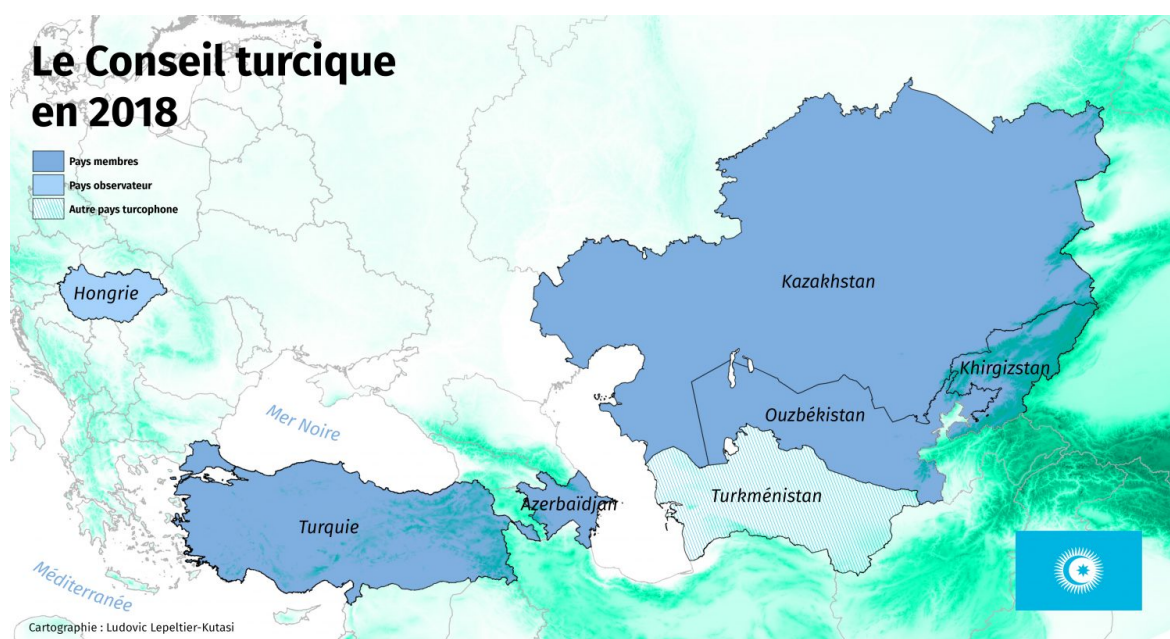 Le Conseil turcique
en 2018
Pays membres
Pays observateur
Autre pays turcophone
Hongrie
Kazakhstan
Khirgizstan
Ouzbékistan
Mer Noire
Turkménistan
Azerbaïdjan
Turquie
Méditerranée
Cartographie : Ludovic Lepeltier-Kutasi